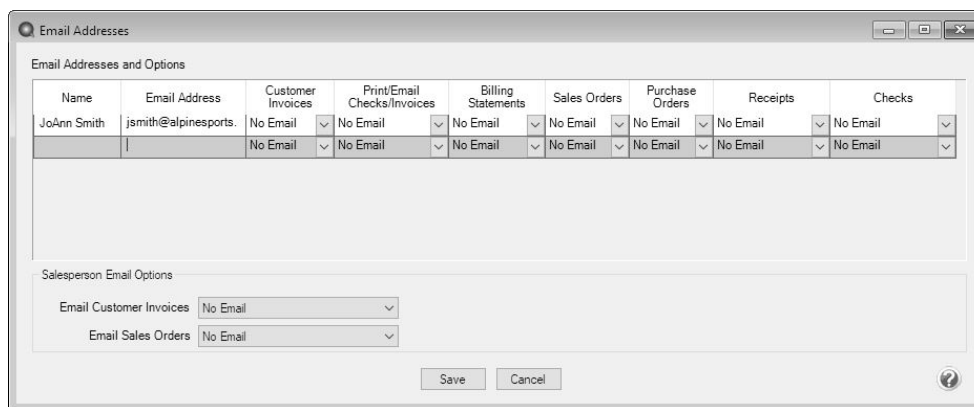 Email Addresses
Email Addresses and Options
Name Email Address Customer Invoices Print/Email Checks/Invoices Billing Statements Sales Orders Purchase Orders Receipts Checks
JoAnn Smith jsmith@alpinesports. No Email No Email No Email No Email No Email No Email No Email
No Email No Email No Email No Email No Email No Email No Email
Salesperson Email Options
Email Customer Invoices No Email
Email Sales Orders No Email
Save Cancel ?